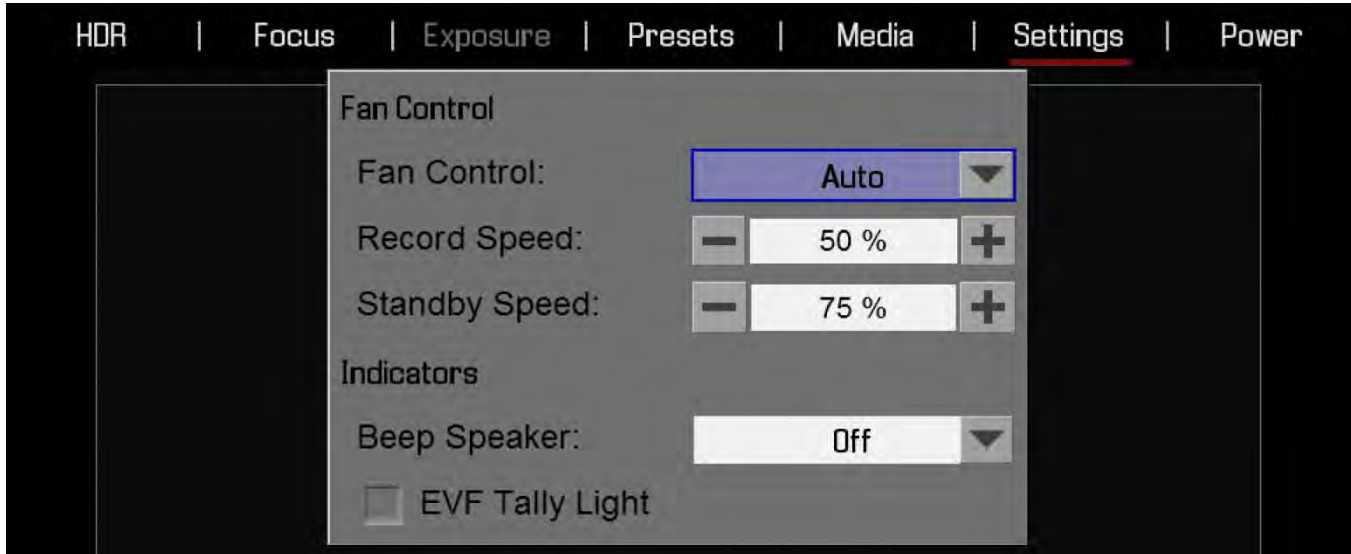 HDR | Focus | Exposure | Presets | Media | Settings | Power
Fan Control
Fan Control: Auto
Record Speed: 50 %
Standby Speed: 75 %
Indicators
Beep Speaker: Off
EVF Tally Light